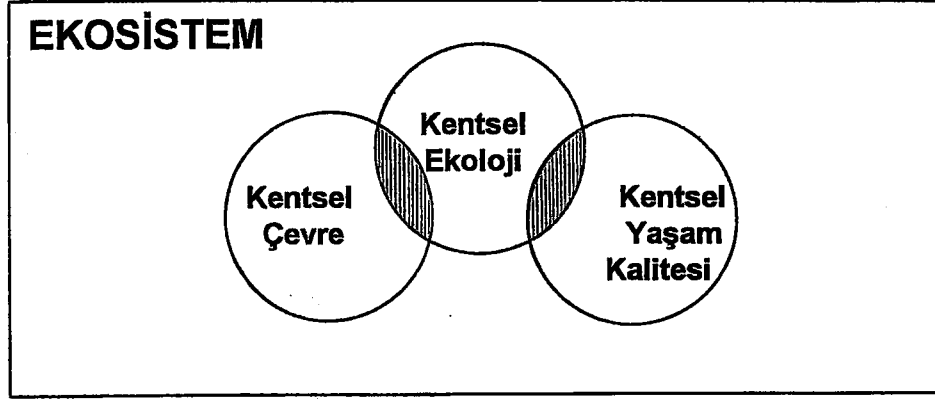 EKOSİSTEM
Kentsel
Ekoloji
Kentsel
Çevre
Kentsel
Yaşam
Kalitesi